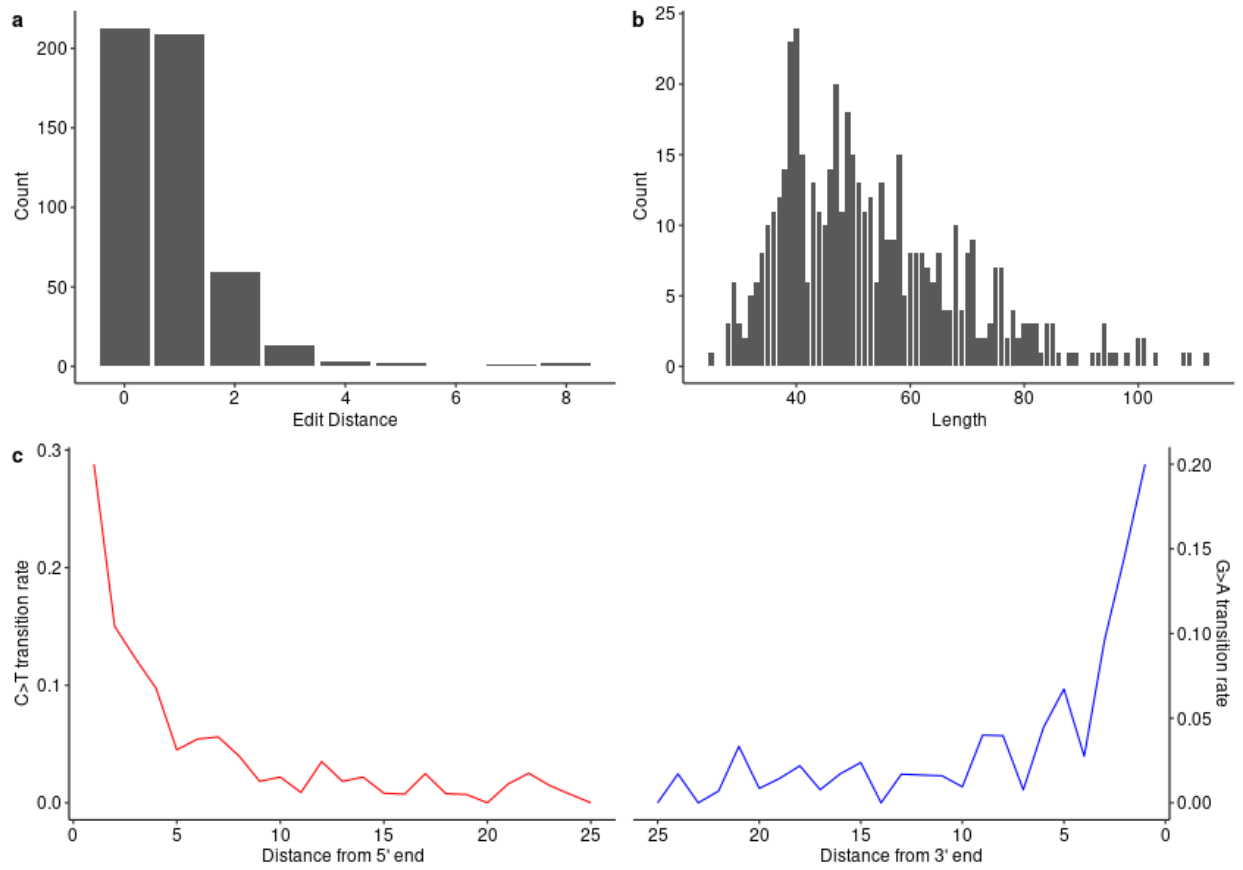 a
200
150
100
50
0
Count
0 2 4 6 8
Edit Distance
b
25
20
15
10
5
0
Count
40 60 80 100
Length
c
0.3
0.2
0.1
0.0
C>T transition rate
0 5 10 15 20 25
Distance from 5' end
0.20
0.15
0.10
0.05
0.00
G>A transition rate
25 20 15 10 5 0
Distance from 3' end